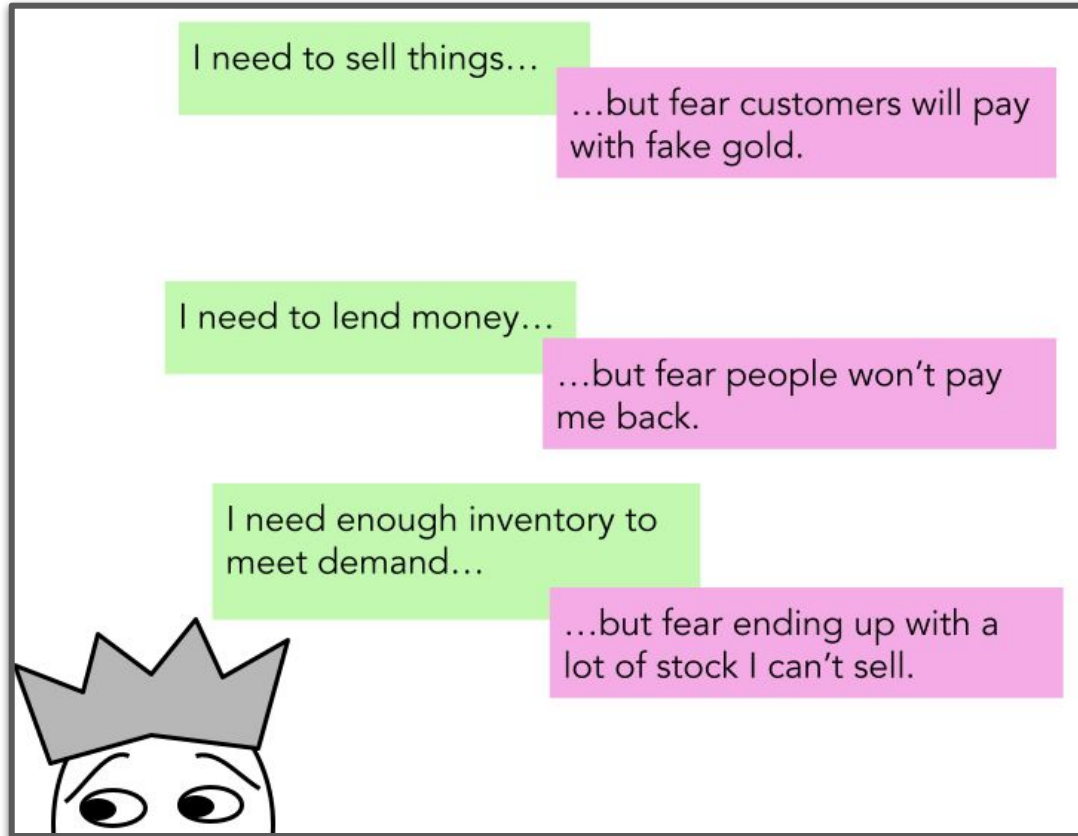 I need to sell things…
…but fear customers will pay
with fake gold.
I need to lend money…
…but fear people won’t pay
me back.
I need enough inventory to
meet demand…
…but fear ending up with a
lot of stock I can’t sell.